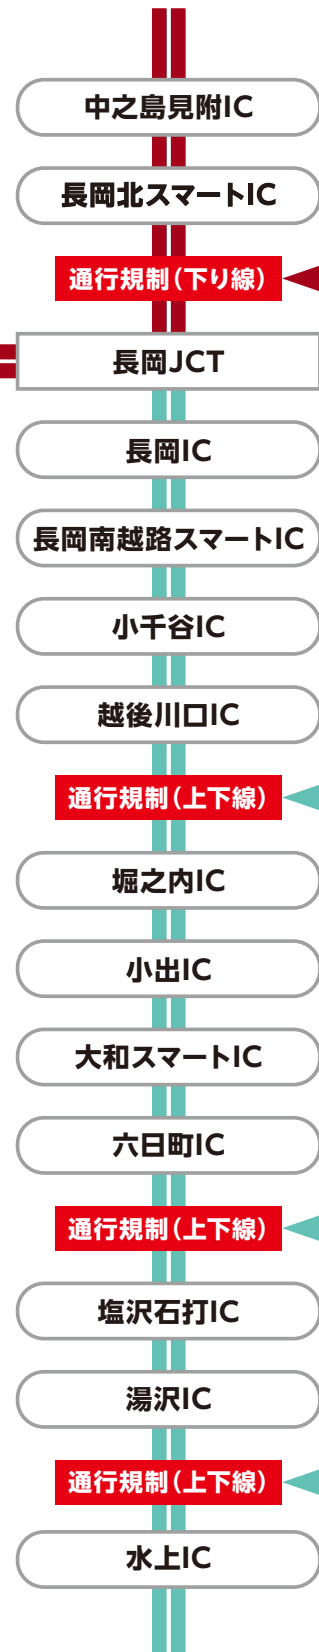 中之島見附IC
長岡北スマートIC
通行規制(下り線)
長岡JCT
長岡IC
長岡南越路スマートIC
小千谷IC
越後川口IC
通行規制(上下線)
堀之内IC
小出IC
大和スマートIC
六日町IC
通行規制(上下線)
塩沢石打IC
湯沢IC
通行規制(上下線)
水上IC